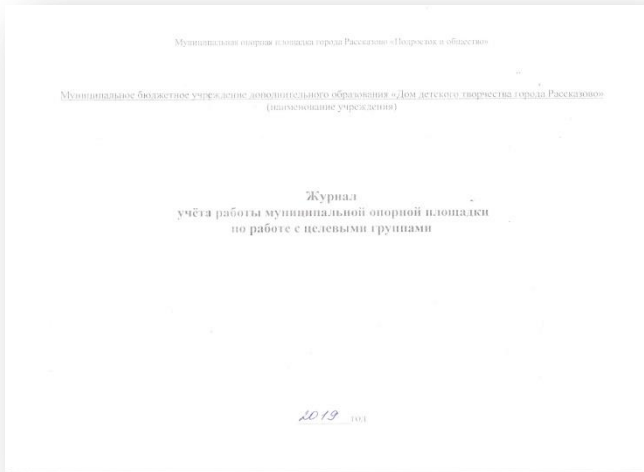 Муниципальная опорная площадка города Рассказово «Подросток и общество»
Муниципальное бюджетное учреждение дополнительного образования «Дом детского творчества города Рассказово»
(наименование учреждения)
Журнал
учёта работы муниципальной опорной площадки
по работе с целевыми группами
2019 год